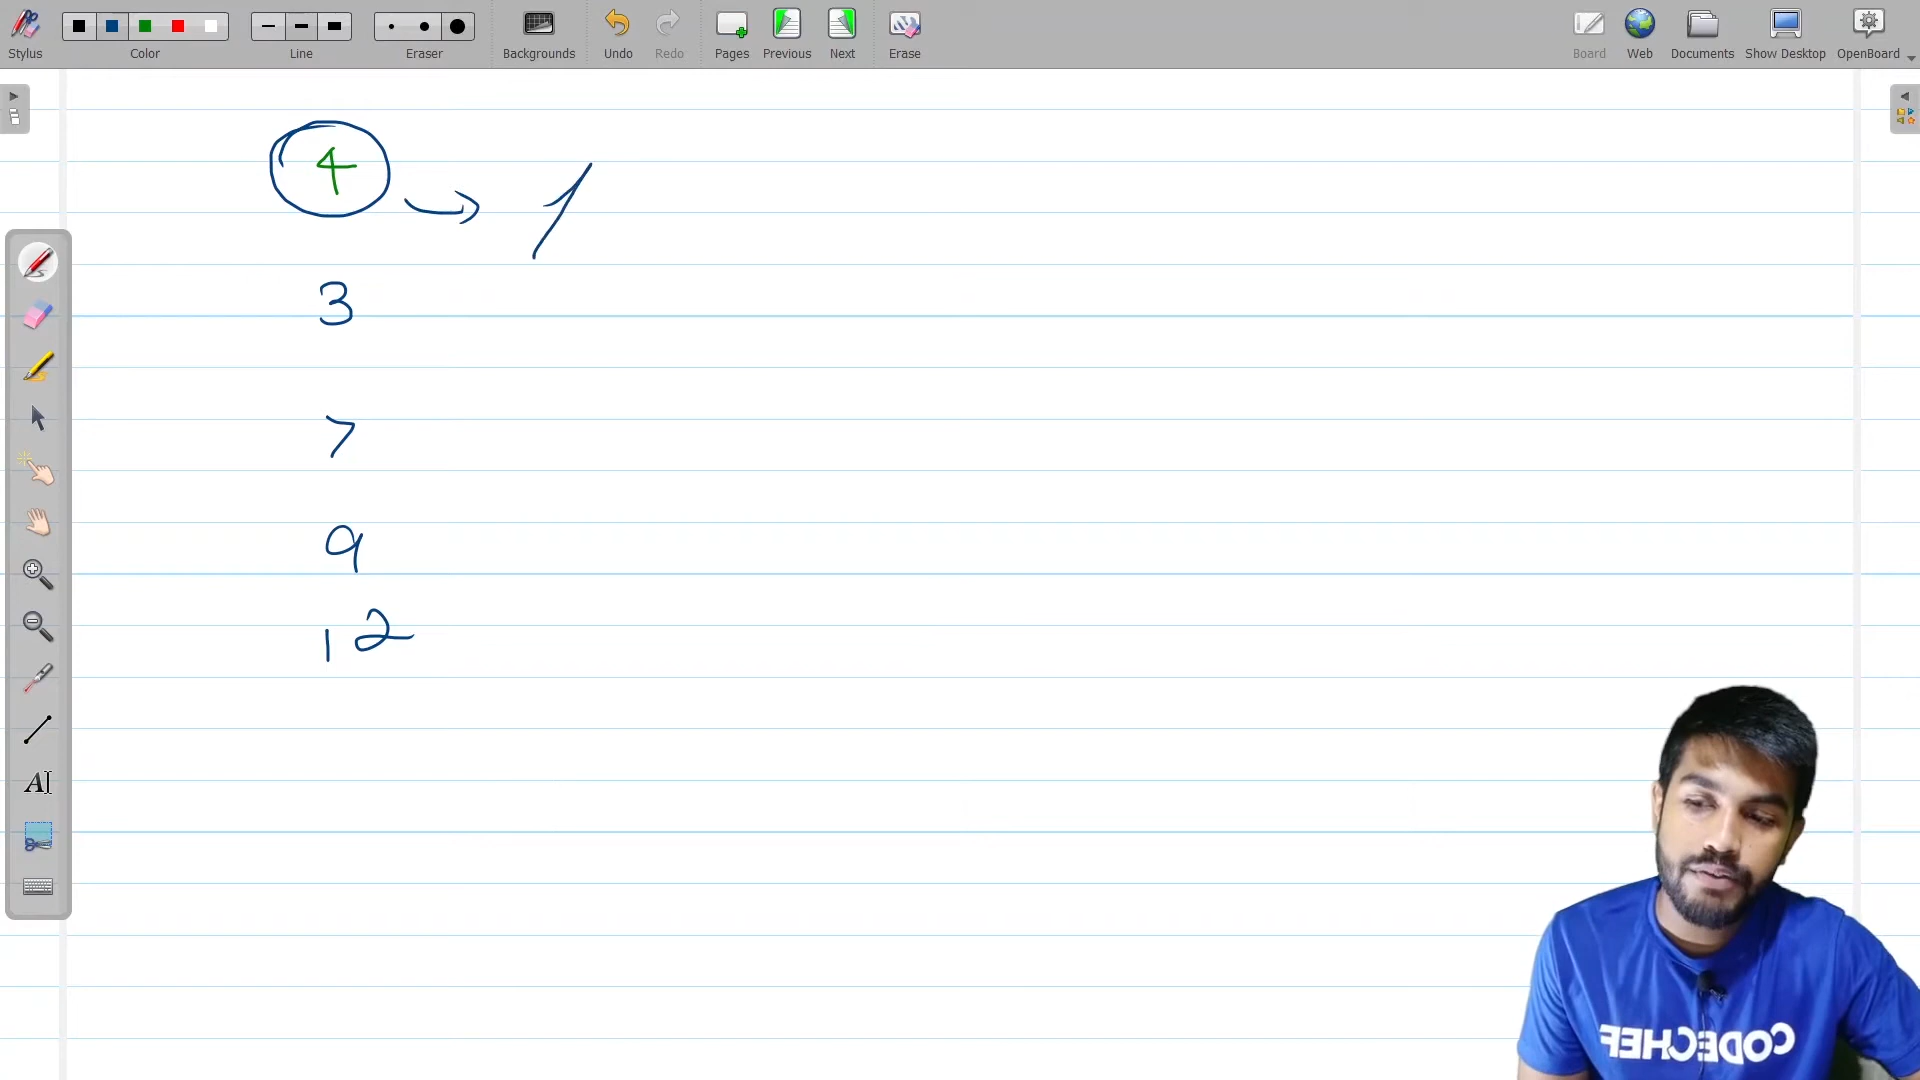 Stylus
Color
Line
Eraser
Backgrounds
Undo
Redo
Pages
Previous
Next
Erase
Board
Web
Documents
Show Desktop
OpenBoard
4 → 1
3
7
9
12
A
CODECHEF